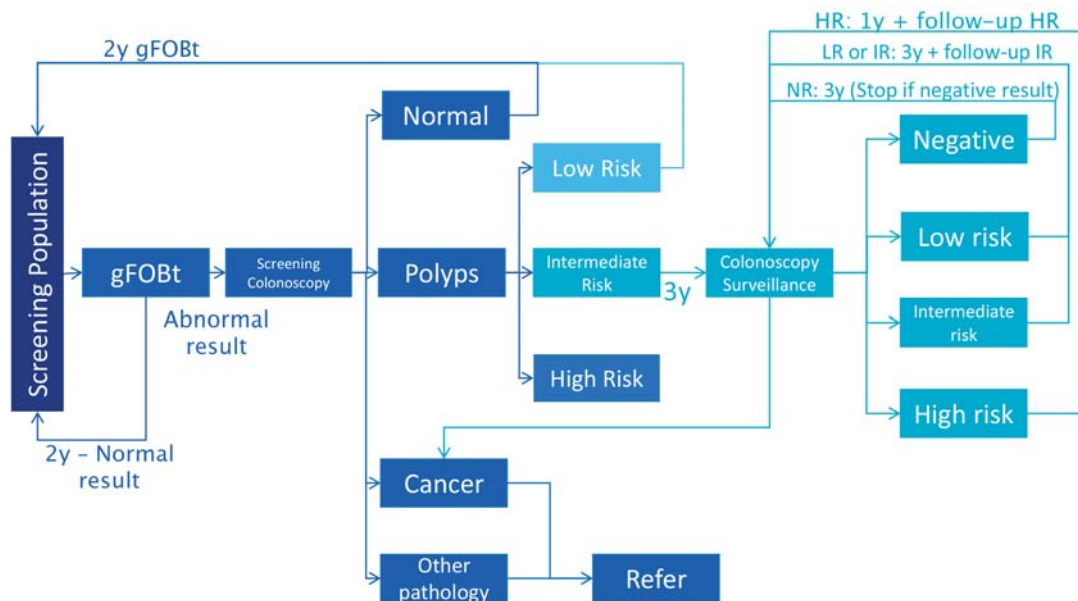 HR: 1y + follow-up HR
2y gFOBt
LR or IR: 3y + follow-up IR
NR: 3y (Stop if negative result)
Normal
Negative
Low Risk
Screening Population
Low risk
gFOBt
Screening
Colonoscopy
Polyps
Intermediate
Risk
3y
Colonoscopy
Surveillance
Abnormal
result
Intermediate
risk
High Risk
High risk
2y – Normal
result
Cancer
Other
pathology
Refer